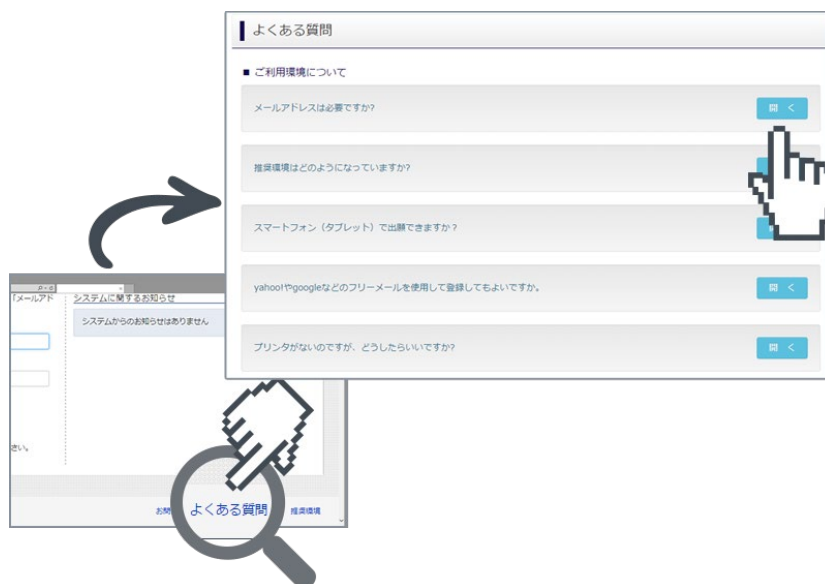 よくある質問
■ ご利用環境について
メールアドレスは必要ですか?
開 く
推奨環境はどのようになっていますか?
スマートフォン（タブレット）で出願できますか？
yahoo!やgoogleなどのフリーメールを使用して登録してもよいですか。
開 く
プリンタがないのですが、どうしたらいいですか?
開 く
「メールアド
システムに関するお知らせ
システムからのお知らせはありません
さい。
お問
よくある質問
推奨環境